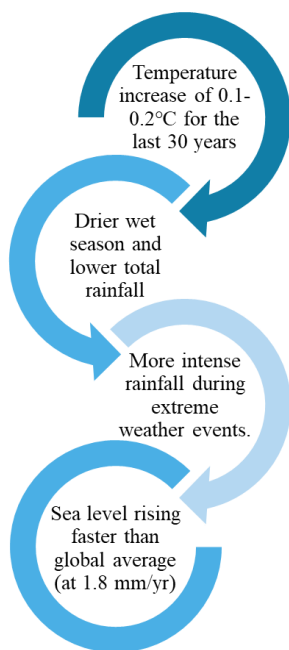 Temperature
increase of 0.1-
0.2°C for the
last 30 years
Drier wet
season and
lower total
rainfall
More intense
rainfall during
extreme
weather events.
Sea level rising
faster than
global average
(at 1.8 mm/yr)